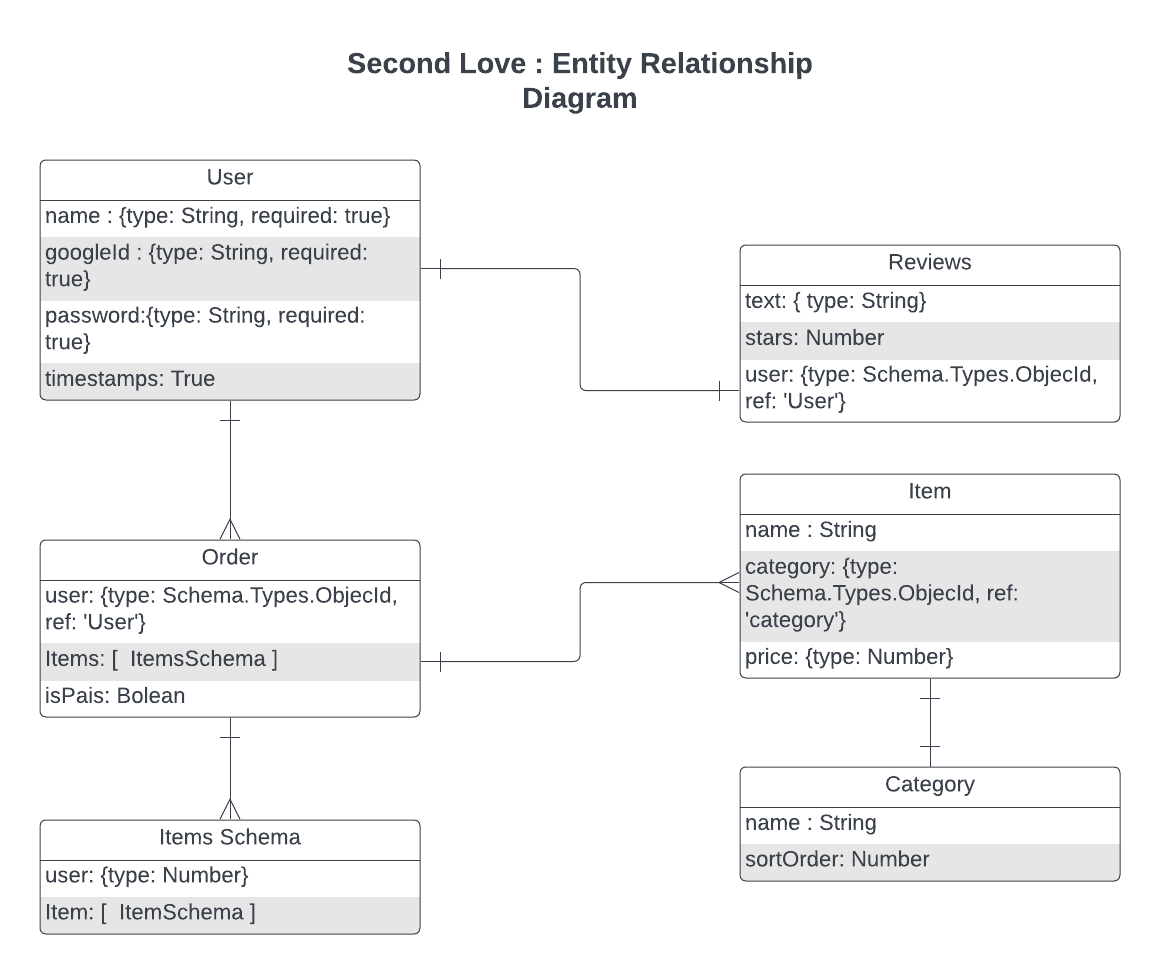 Second Love : Entity Relationship
Diagram
User
name : {type: String, required: true}
googleId : {type: String, required:
true}
password:{type: String, required:
true}
timestamps: True
Reviews
text: { type: String}
stars: Number
user: {type: Schema.Types.ObjecId,
ref: 'User'}
Item
name : String
category: {type:
Schema.Types.ObjecId, ref:
'category'}
price: {type: Number}
Order
user: {type: Schema.Types.ObjecId,
ref: 'User'}
Items: [  ItemsSchema ]
isPais: Bolean
Category
name : String
sortOrder: Number
Items Schema
user: {type: Number}
Item: [  ItemSchema ]